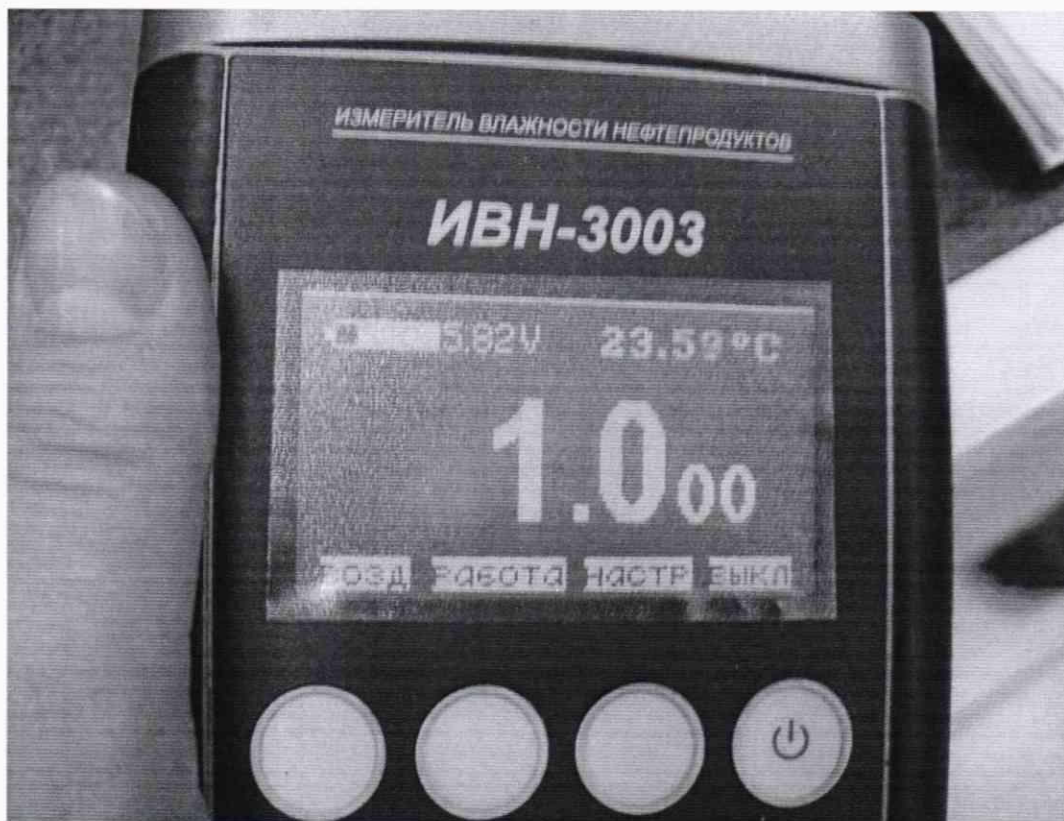 ИЗМЕРИТЕЛЬ ВЛАЖНОСТИ НЕФТЕПРОДУКТОВ
ИВН-3003
5.82V 23.59°C
1.000
ВОЗД РАБОТА НАСТР ВЫКЛ